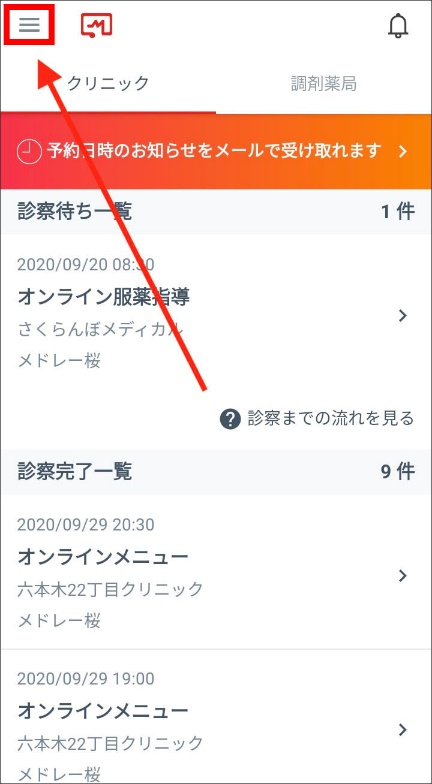 クリニック
調剤薬局
予約日時のお知らせをメールで受け取れます
診察待ち一覧
1 件
2020/09/20 08:30
オンライン服薬指導
さくらんぼメディカル
メドレー桜
? 診察までの流れを見る
診察完了一覧
9 件
2020/09/29 20:30
オンラインメニュー
六本木22丁目クリニック
メドレー桜
2020/09/29 19:00
オンラインメニュー
六本木22丁目クリニック
メドレー桜